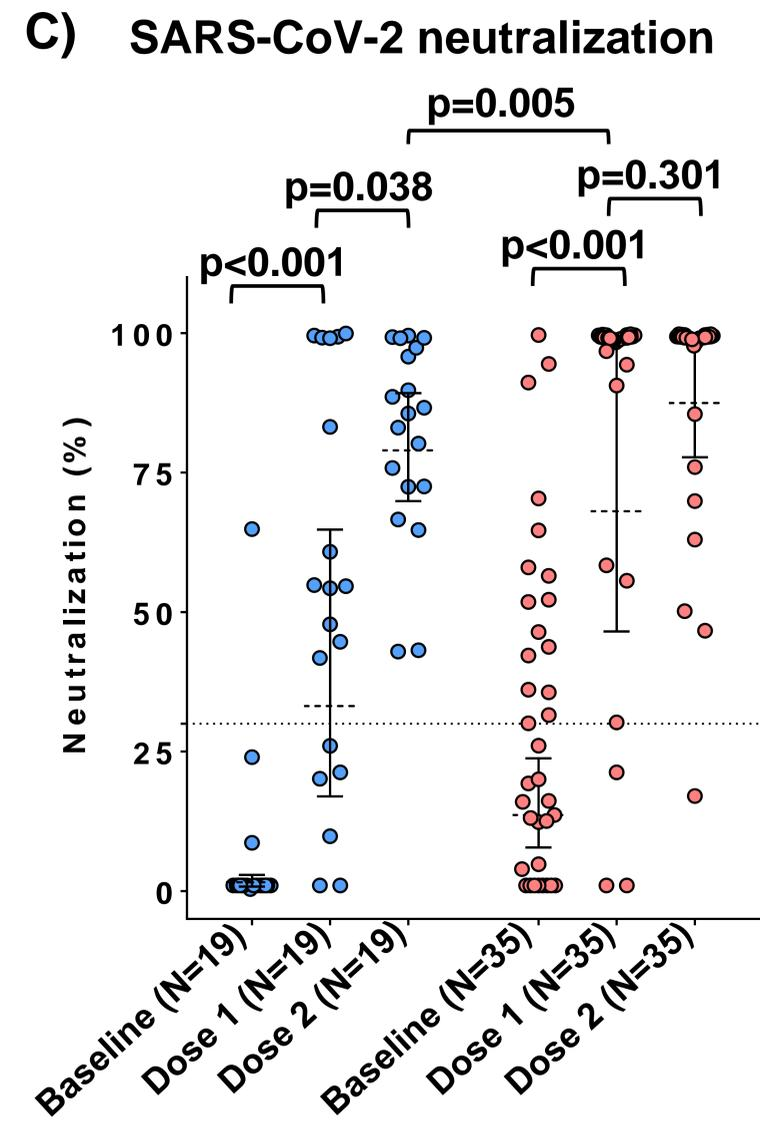 C) SARS-CoV-2 neutralization
p=0.005
p=0.038
p=0.301
p<0.001
p<0.001
Neutralization (%)
100
75
50
25
0
Baseline (N=19)
Dose 1 (N=19)
Dose 2 (N=19)
Baseline (N=35)
Dose 1 (N=35)
Dose 2 (N=35)